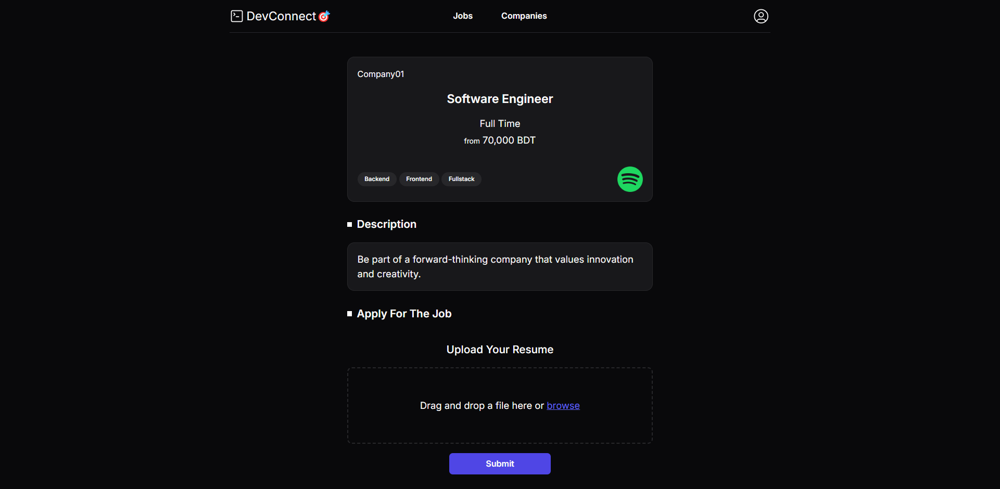 DevConnect🎯
Jobs
Companies
Company01
Software Engineer
Full Time
from 70,000 BDT
Backend
Frontend
Fullstack
Description
Be part of a forward-thinking company that values innovation
and creativity.
Apply For The Job
Upload Your Resume
Drag and drop a file here or browse
Submit